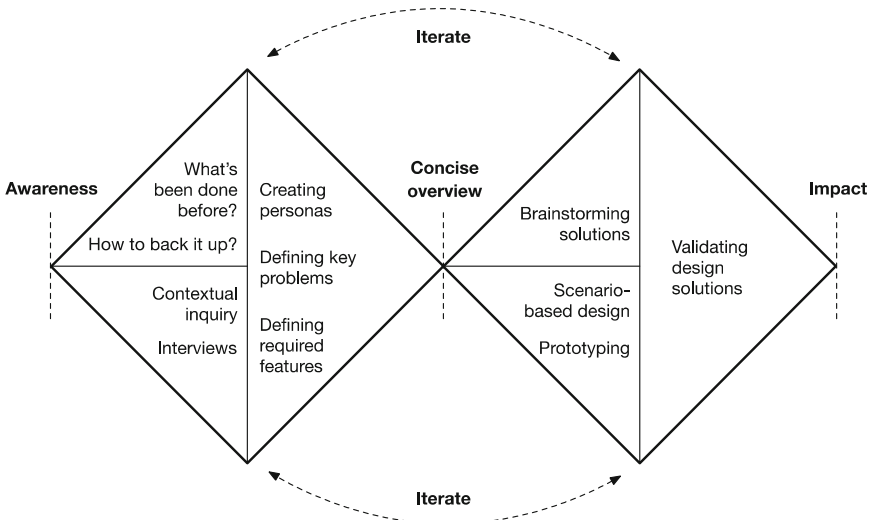 Iterate
Awareness
What's
been done
before?
How to back it up?
Contextual
inquiry
Interviews
Creating
personas
Defining key
problems
Defining
required
features
Concise
overview
Brainstorming
solutions
Scenario-
based design
Prototyping
Validating
design
solutions
Impact
Iterate